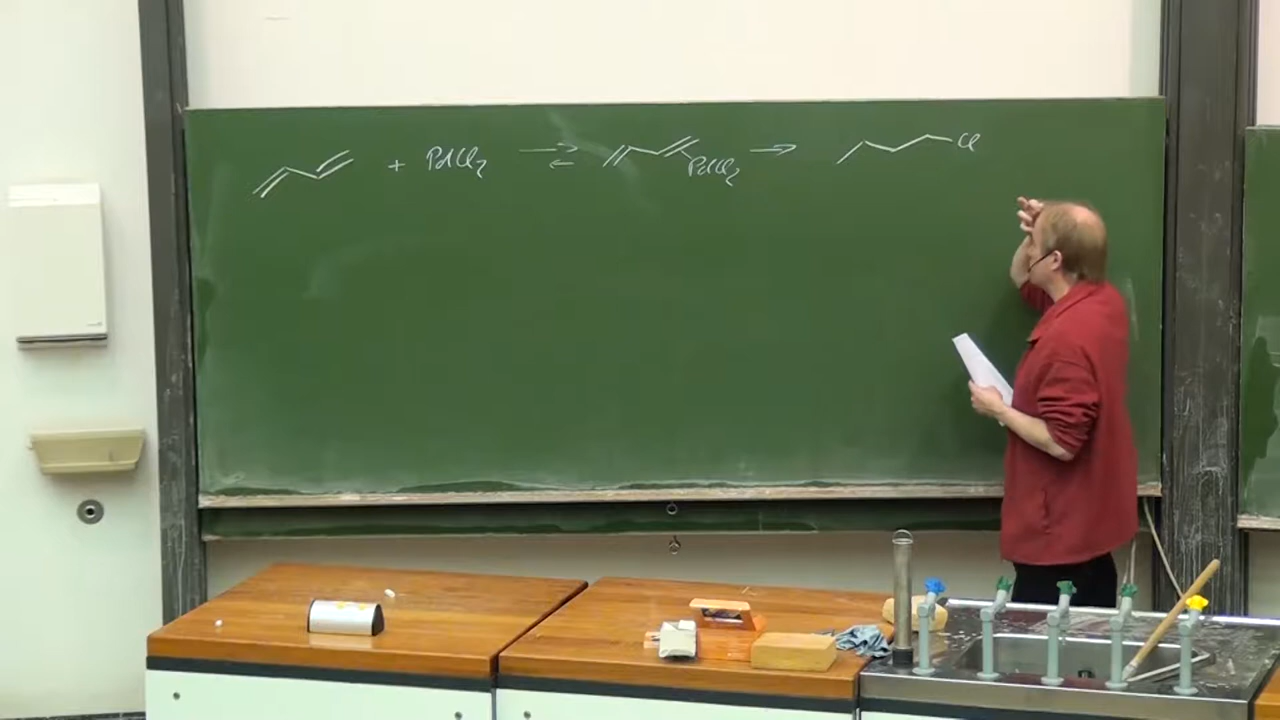 + PdCl₂ ⇌ PdCl₂ → Cl